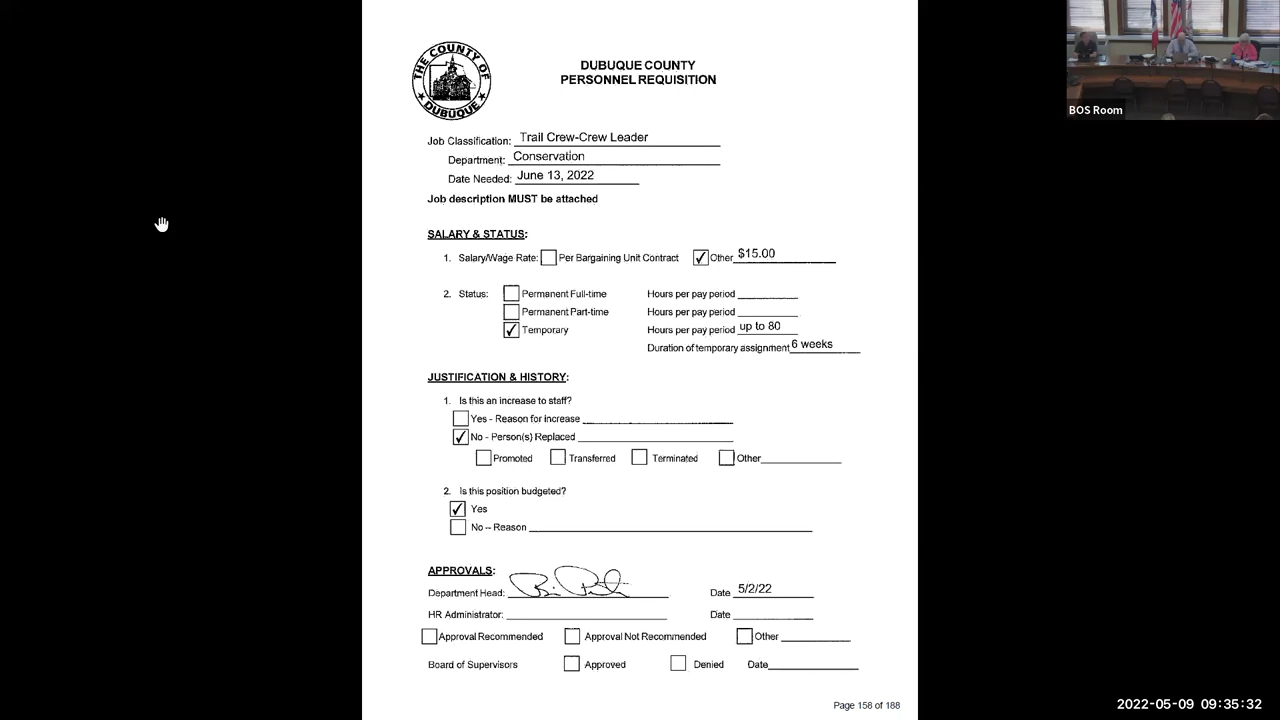 THE COUNTY OF DUBUQUE
DUBUQUE COUNTY
PERSONNEL REQUISITION
BOS Room
Job Classification: Trail Crew-Crew Leader
Department: Conservation
Date Needed: June 13, 2022
Job description MUST be attached
SALARY & STATUS:
1. Salary/Wage Rate: Per Bargaining Unit Contract ✓ Other $15.00
2. Status: Permanent Full-time Hours per pay period
Permanent Part-time Hours per pay period
✓ Temporary Hours per pay period up to 80
Duration of temporary assignment 6 weeks
JUSTIFICATION & HISTORY:
1. Is this an increase to staff?
Yes - Reason for increase
✓ No - Person(s) Replaced
Promoted Transferred Terminated Other
2. Is this position budgeted?
✓ Yes
No -- Reason
APPROVALS:
Department Head: Date 5/2/22
HR Administrator: Date
Approval Recommended Approval Not Recommended Other
Board of Supervisors Approved Denied Date
Page 158 of 188
2022-05-09 09:35:32